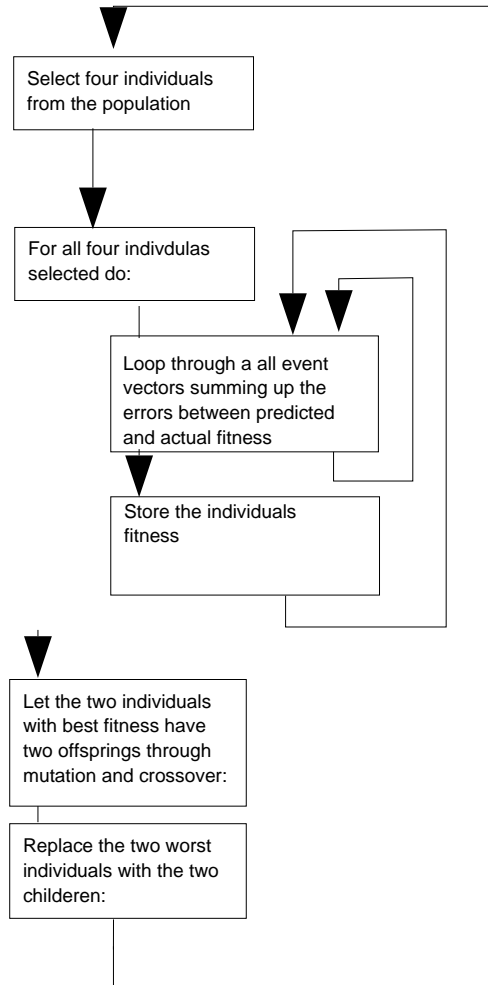 Select four individuals
from the population
For all four indivdulas
selected do:
Loop through a all event
vectors summing up the
errors between predicted
and actual fitness
Store the individuals
fitness
Let the two individuals
with best fitness have
two offsprings through
mutation and crossover:
Replace the two worst
individuals with the two
childeren: